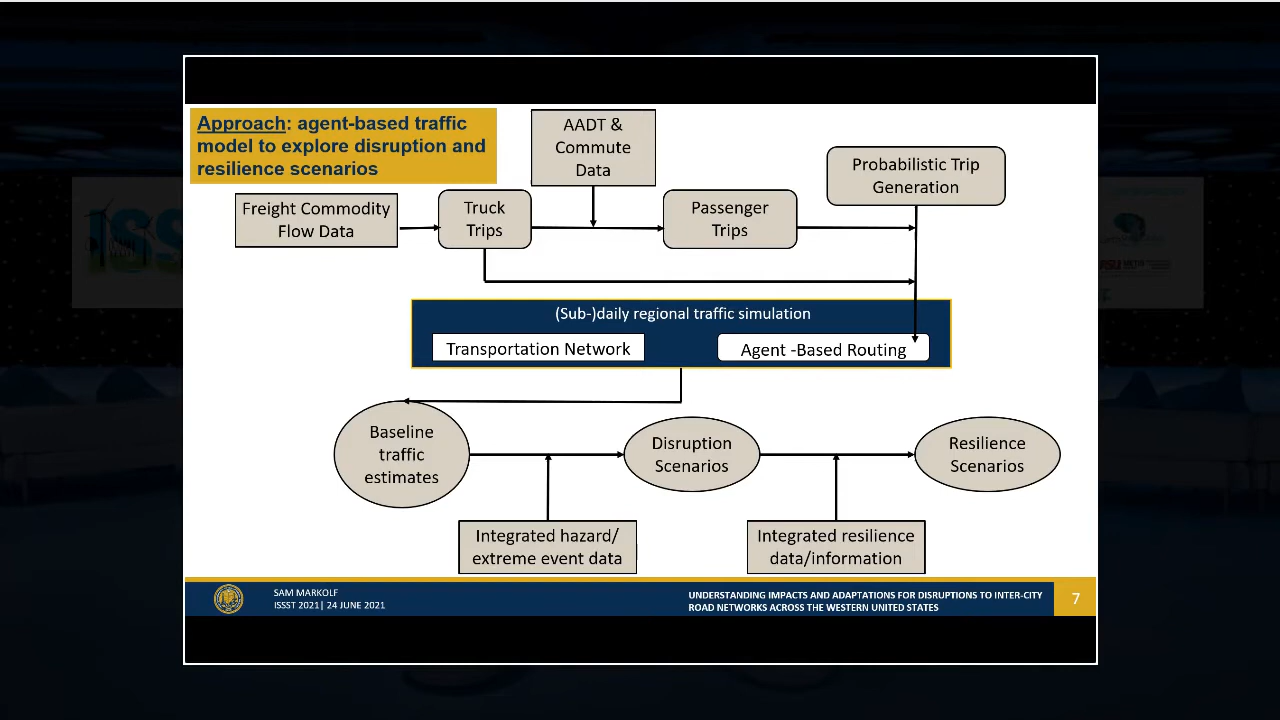 Approach: agent-based traffic
model to explore disruption and
resilience scenarios
AADT &
Commute
Data
Probabilistic Trip
Generation
Freight Commodity
Flow Data
Truck
Trips
Passenger
Trips
(Sub-)daily regional traffic simulation
Transportation Network
Agent -Based Routing
Baseline
traffic
estimates
Disruption
Scenarios
Resilience
Scenarios
Integrated hazard/
extreme event data
Integrated resilience
data/information
SAM MARKOLF
ISSST 2021| 24 JUNE 2021
UNDERSTANDING IMPACTS AND ADAPTATIONS FOR DISRUPTIONS TO INTER-CITY
ROAD NETWORKS ACROSS THE WESTERN UNITED STATES
7